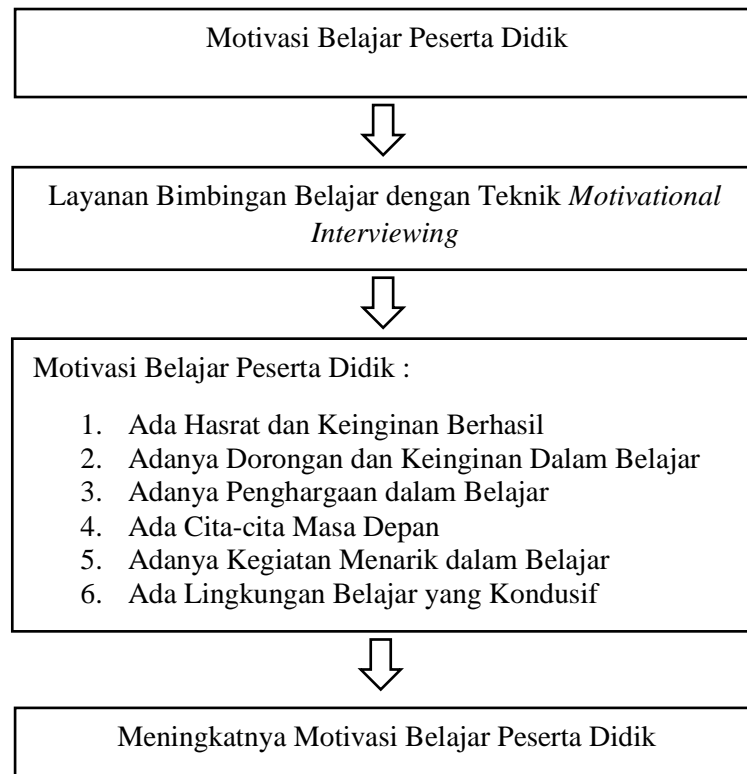 Motivasi Belajar Peserta Didik
Layanan Bimbingan Belajar dengan Teknik Motivational
Interviewing
Motivasi Belajar Peserta Didik :
1. Ada Hasrat dan Keinginan Berhasil
2. Adanya Dorongan dan Keinginan Dalam Belajar
3. Adanya Penghargaan dalam Belajar
4. Ada Cita-cita Masa Depan
5. Adanya Kegiatan Menarik dalam Belajar
6. Ada Lingkungan Belajar yang Kondusif
Meningkatnya Motivasi Belajar Peserta Didik